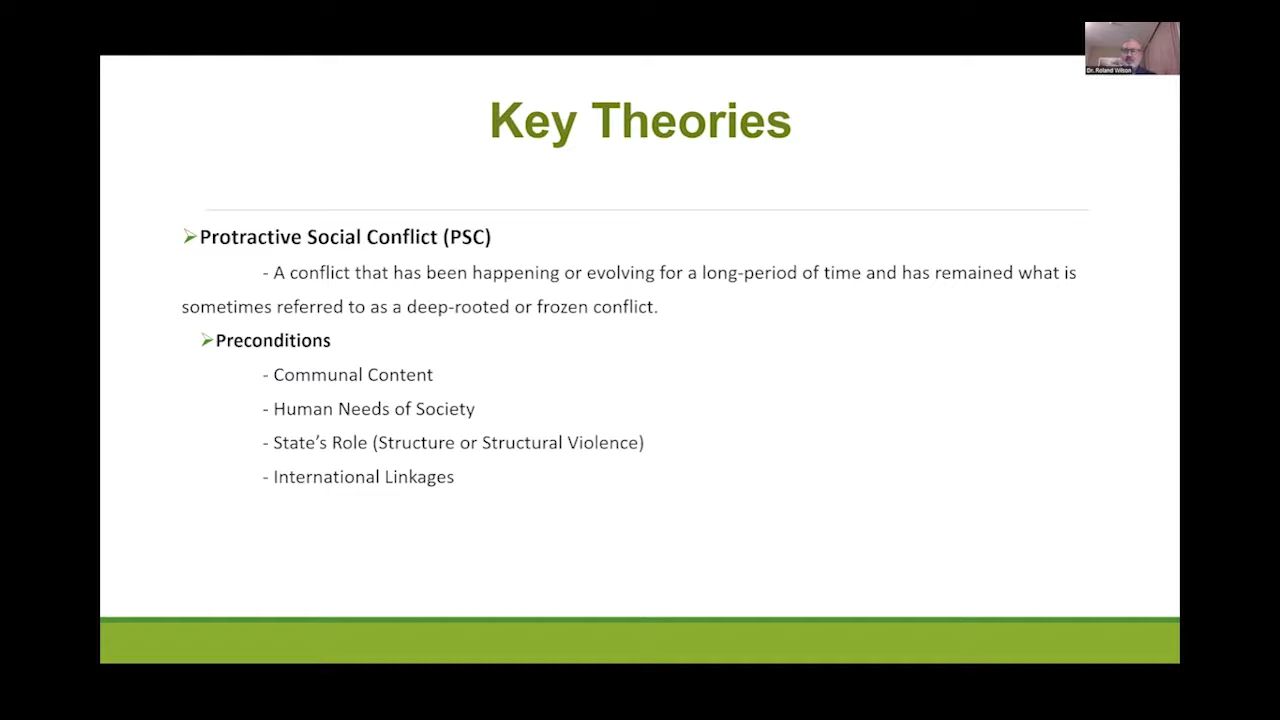 Dr. Roland Wilson
Key Theories
Protractive Social Conflict (PSC)
- A conflict that has been happening or evolving for a long-period of time and has remained what is
sometimes referred to as a deep-rooted or frozen conflict.
Preconditions
- Communal Content
- Human Needs of Society
- State’s Role (Structure or Structural Violence)
- International Linkages